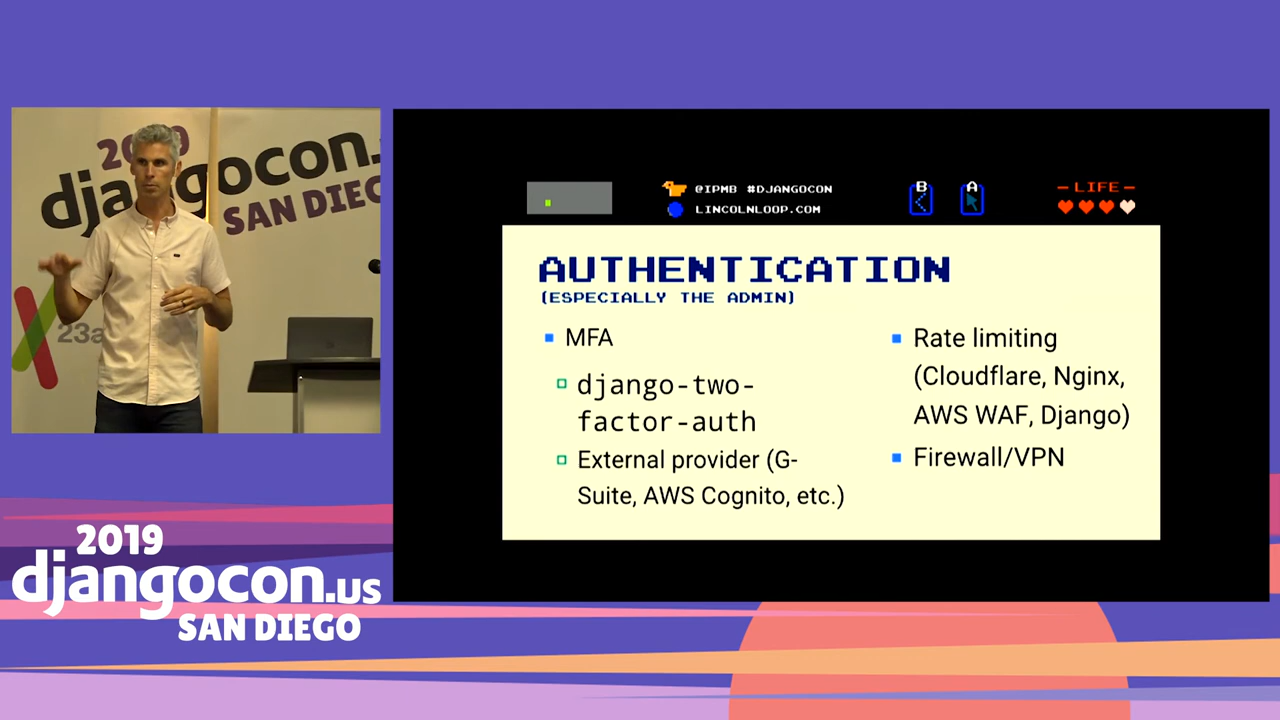 2019
djangocon.
SAN DIEGO
23a
@IPMB #DJANGOCON
LINCOLNLOOP.COM
B
A
-LIFE-
AUTHENTICATION
(ESPECIALLY THE ADMIN)
MFA
django-two-
factor-auth
External provider (G-
Suite, AWS Cognito, etc.)
Rate limiting
(Cloudflare, Nginx,
AWS WAF, Django)
Firewall/VPN
2019
djangocon.us
SAN DIEGO